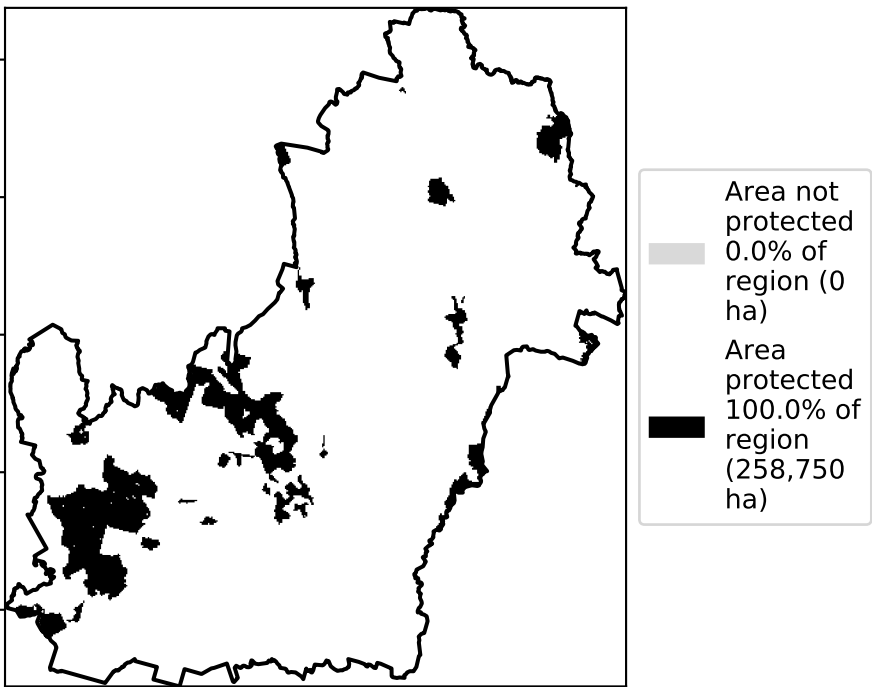 Area not
protected
0.0% of
region (0
ha)
Area
protected
100.0% of
region
(258,750
ha)